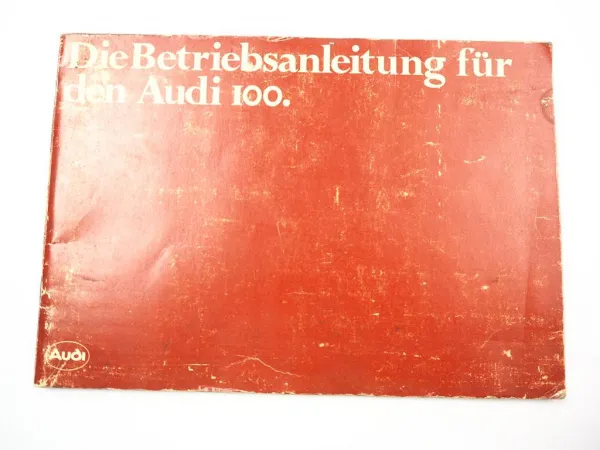 Die Betriebsanleitung für
den Audi 100.
Audi